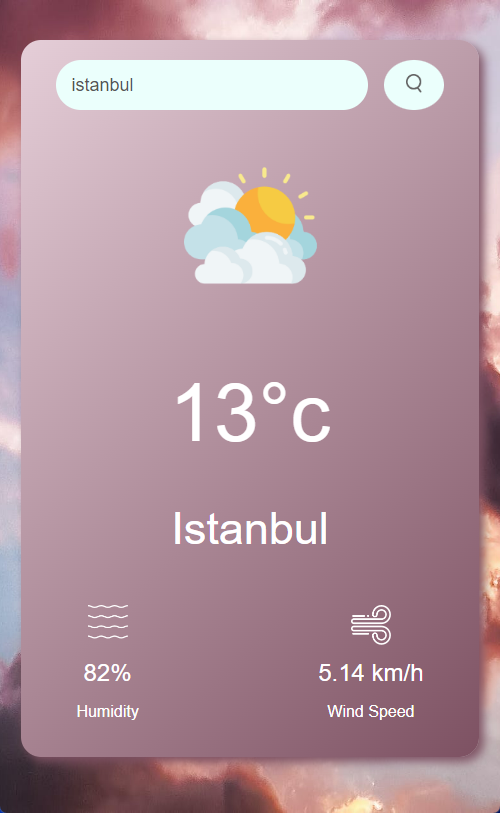 istanbul
13°c
Istanbul
82%
5.14 km/h
Humidity
Wind Speed